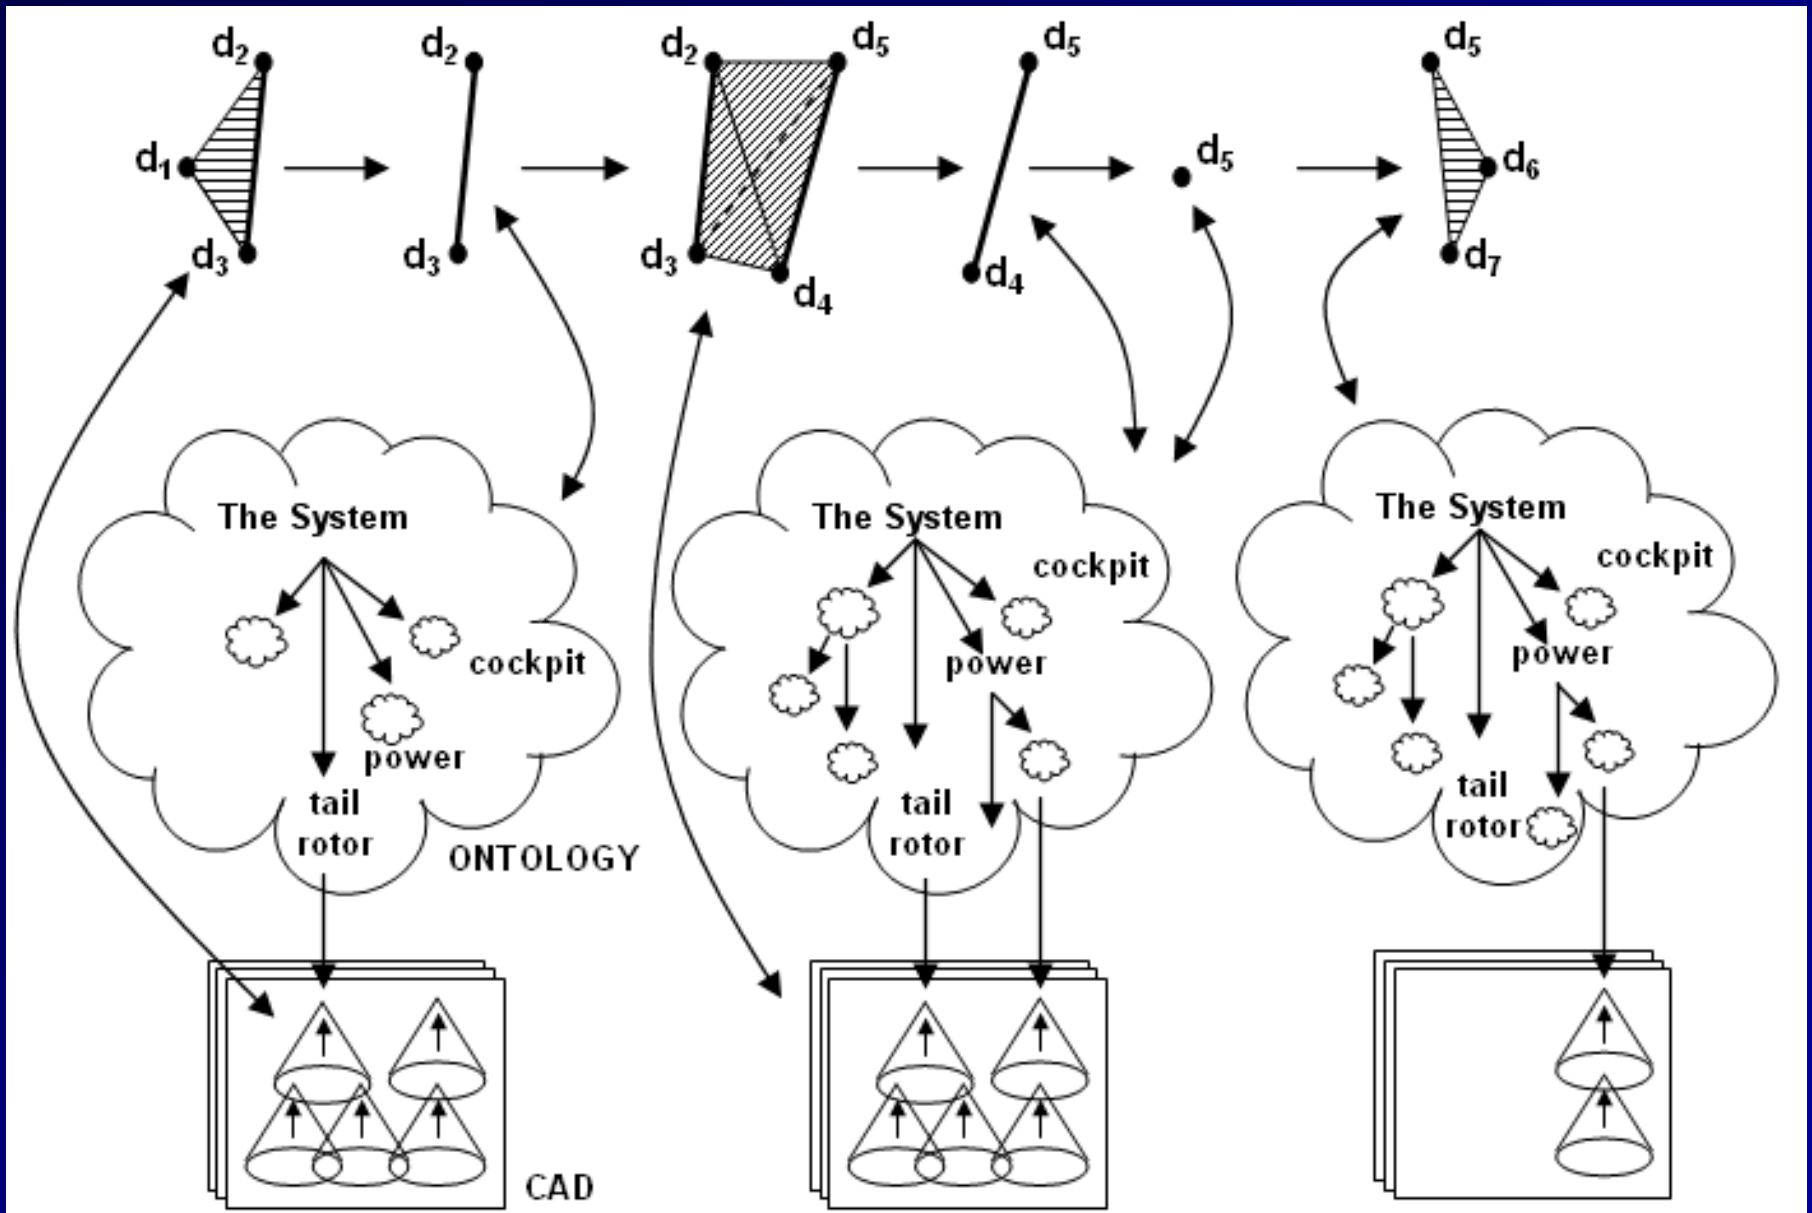 d2
d1
d3
d2
d3
d2
d5
d3
d4
d5
d4
d5
d5
d6
d7
The System
cockpit
power
tail
rotor
ONTOLOGY
The System
cockpit
power
tail
rotor
The System
cockpit
power
tail
rotor
CAD